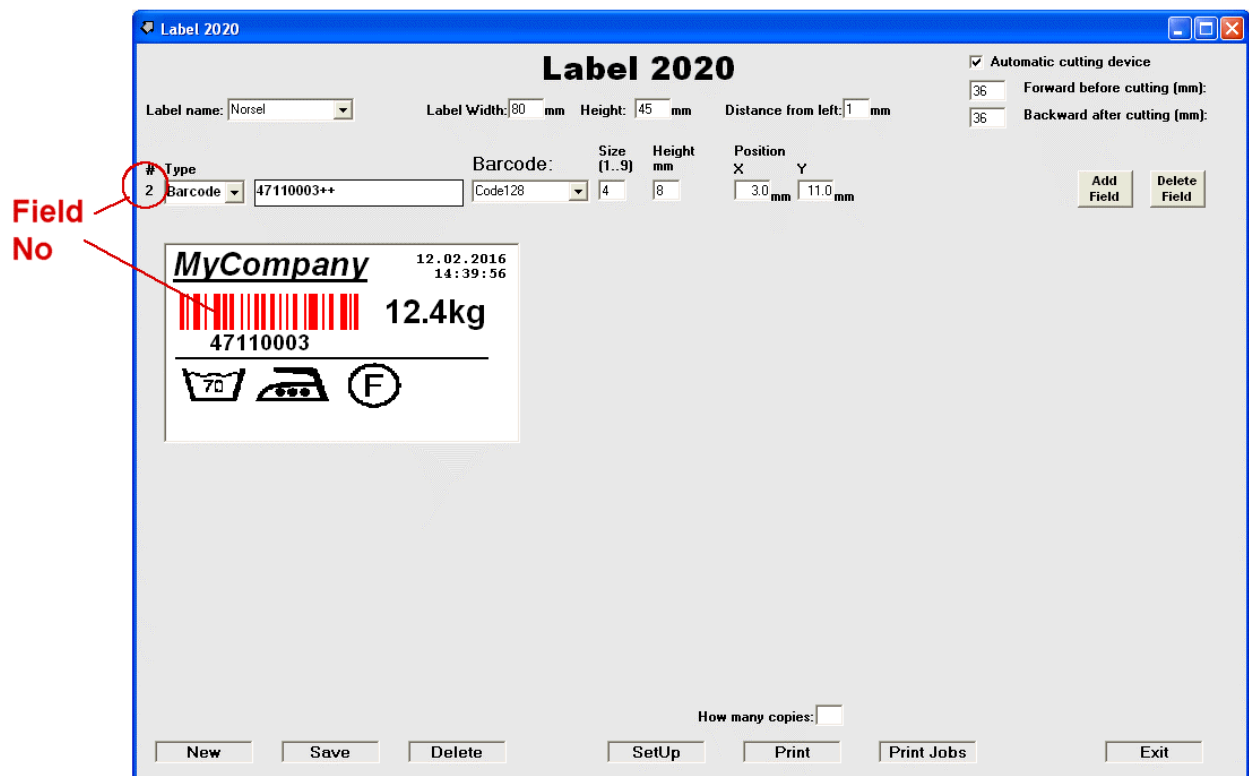 Label 2020
Label 2020
Automatic cutting device
36 Forward before cutting (mm):
36 Backward after cutting (mm):
Label name: Norsel Label Width: 80 mm Height: 45 mm Distance from left: 1 mm
# Type Barcode: Size (1..9) Height mm Position X Y
2 Barcode 47110003++ Code128 4 8 3.0 mm 11.0 mm
Add Field
Delete Field
Field No
MyCompany
12.02.2016
14:39:56
12.4kg
47110003
70
F
How many copies:
New Save Delete SetUp Print Print Jobs Exit